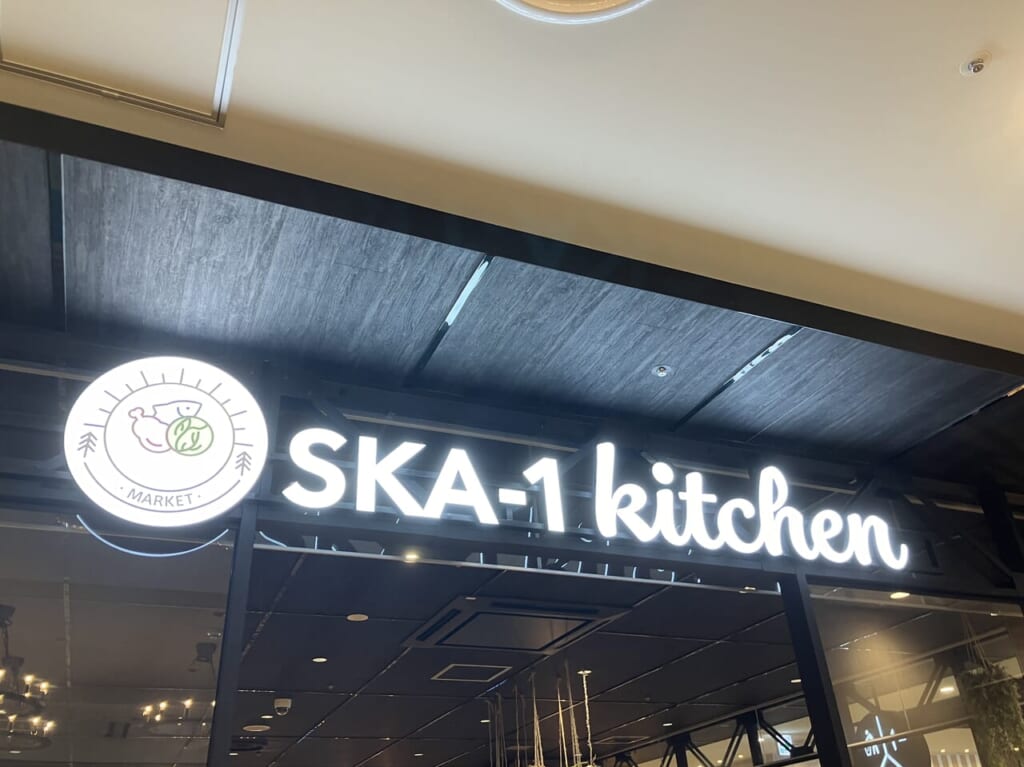 · MARKET ·
SKA-1 kitchen